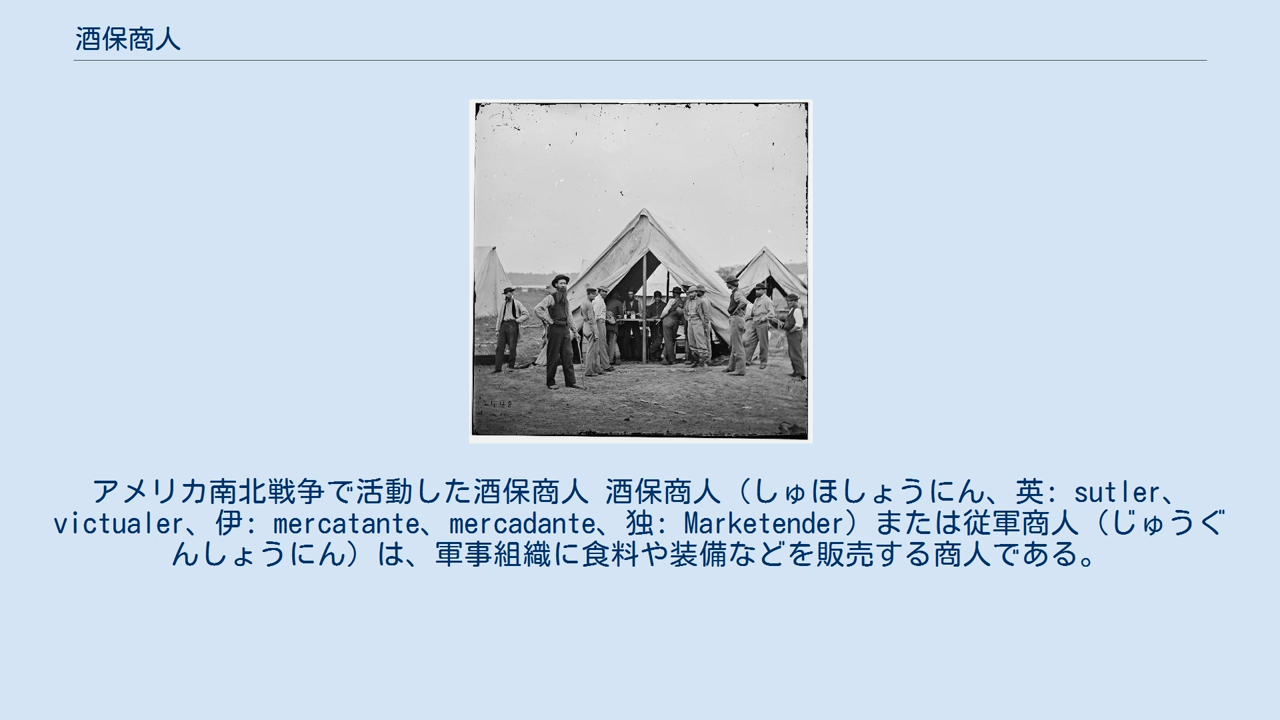 酒保商人
アメリカ南北戦争で活動した酒保商人 酒保商人（しゅほしょうにん、英: sutler、
victualer、伊: mercatante、mercadante、独: Marketender）または従軍商人（じゅうぐ
んしょうにん）は、軍事組織に食料や装備などを販売する商人である。